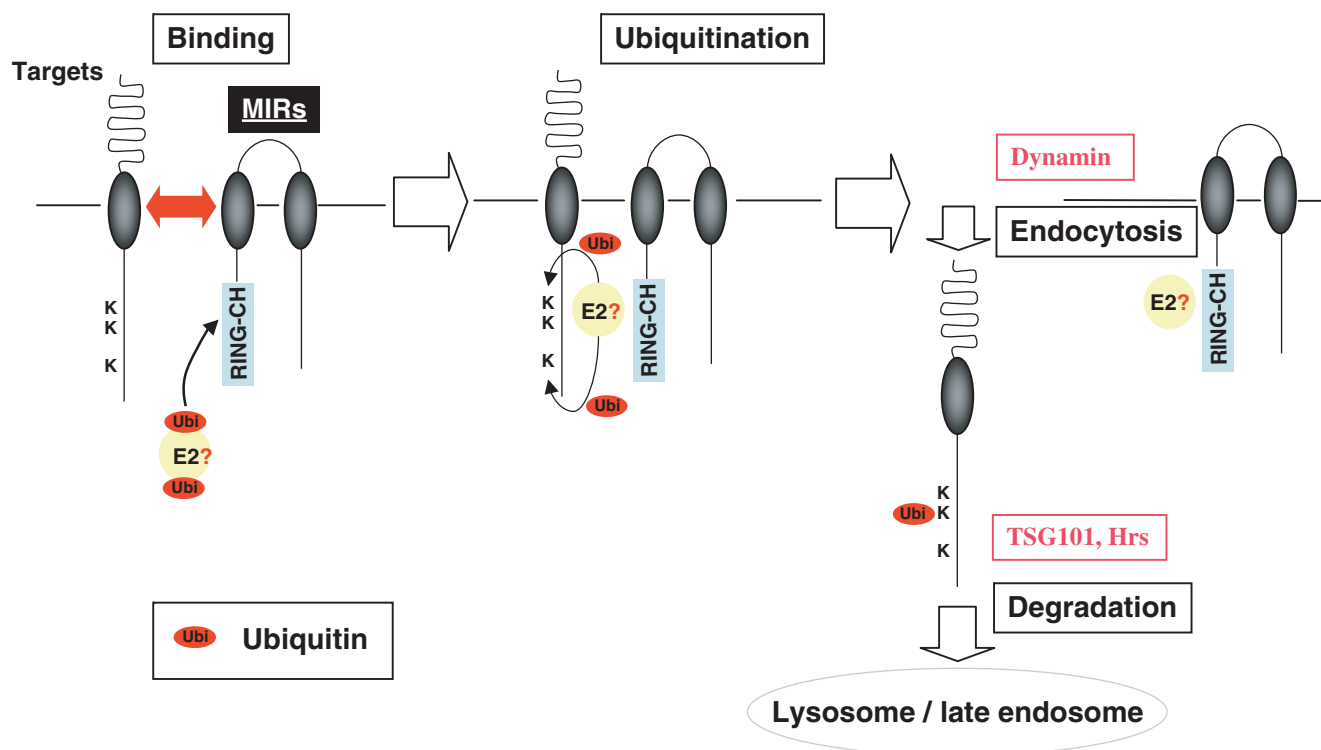 Binding
Targets
MIRs
K
K
K
RING-CH
Ubi
E2?
Ubi
Ubi Ubiquitin
Ubiquitination
Ubi
K
K
E2?
K
RING-CH
Ubi
Dynamin
Endocytosis
E2?
RING-CH
K
Ubi K
K
TSG101, Hrs
Degradation
Lysosome / late endosome